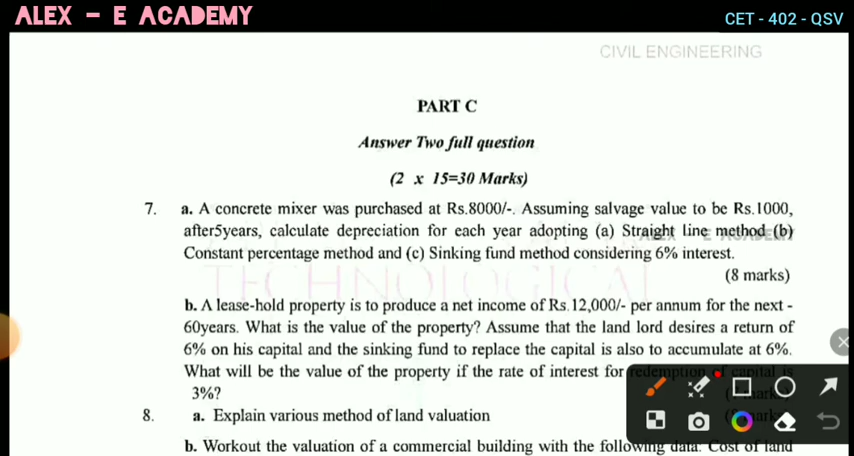 ALEX - E ACADEMY
CET - 402 - QSV
CIVIL ENGINEERING
PART C
Answer Two full question
(2 x 15=30 Marks)
7. a. A concrete mixer was purchased at Rs.8000/-. Assuming salvage value to be Rs.1000,
after5years, calculate depreciation for each year adopting (a) Straight line method (b)
Constant percentage method and (c) Sinking fund method considering 6% interest.
(8 marks)
b. A lease-hold property is to produce a net income of Rs.12,000/- per annum for the next -
60years. What is the value of the property? Assume that the land lord desires a return of
6% on his capital and the sinking fund to replace the capital is also to accumulate at 6%.
What will be the value of the property if the rate of interest for redemption of capital is
3%?
8. a. Explain various method of land valuation
b. Workout the valuation of a commercial building with the following data: Cost of land